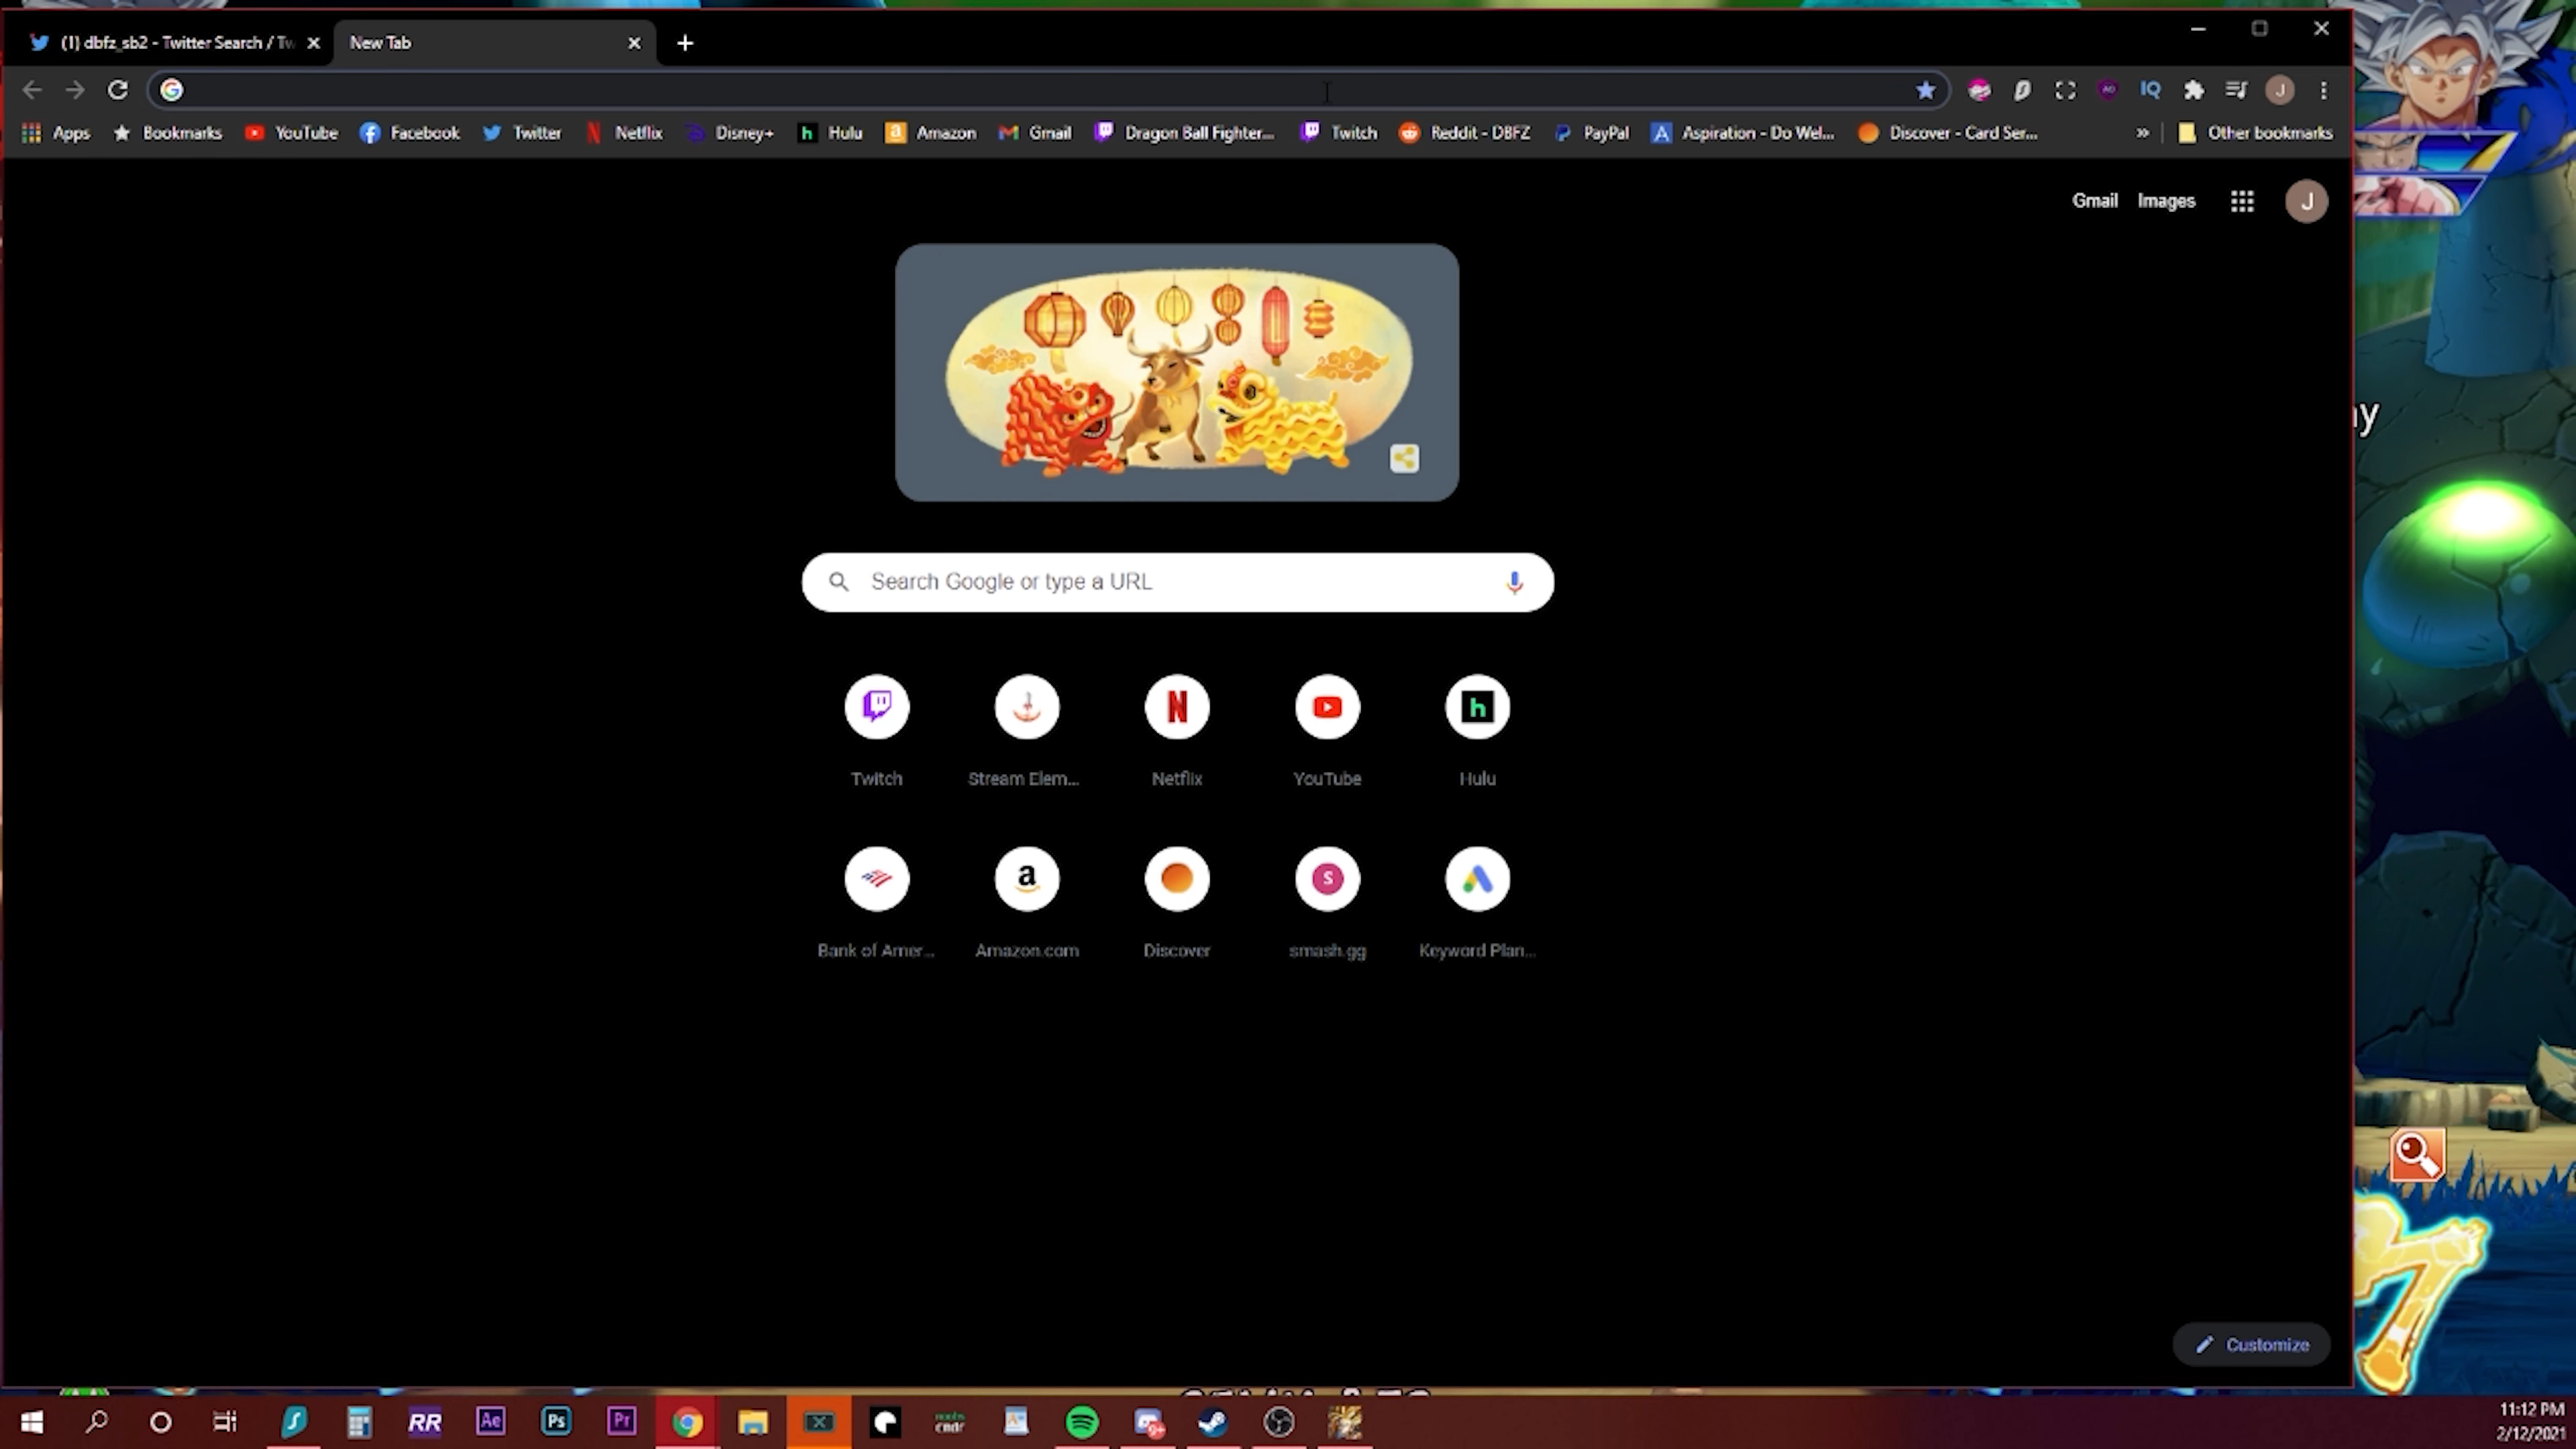 (1) dbfz_sb2 - Twitter Search / Tw
New Tab
Apps Bookmarks YouTube Facebook Twitter Netflix Disney+ Hulu Amazon Gmail Dragon Ball Fighter... Twitch Reddit - DBFZ PayPal Aspiration - Do Wel... Discover - Card Ser... » Other bookmarks
Gmail Images J
Search Google or type a URL
Twitch Stream Elem... Netflix YouTube Hulu
Bank of Amer... Amazon.com Discover smash.gg Keyword Plan...
Customize
11:12 PM
2/12/2021